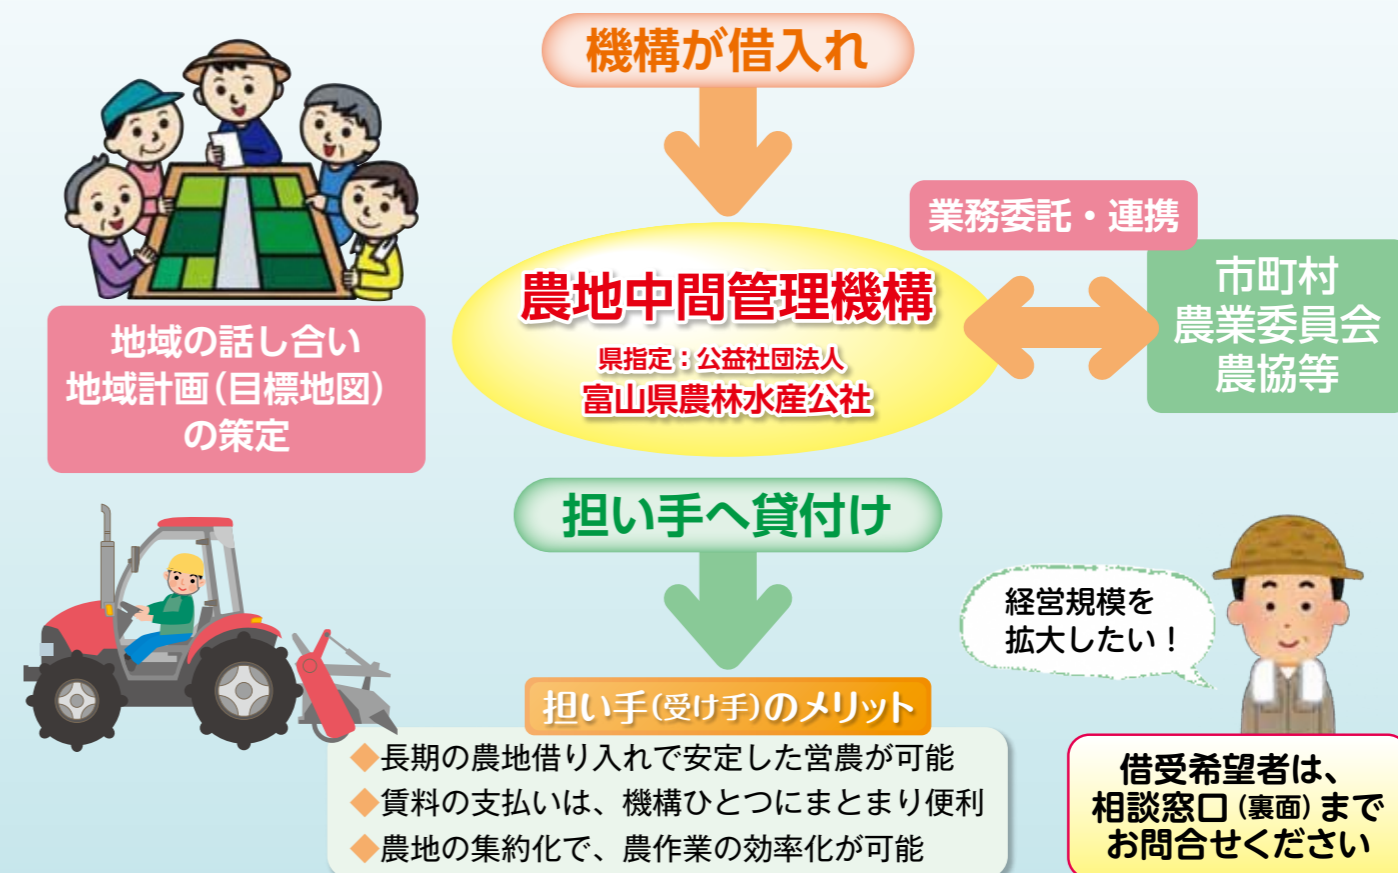 機構が借入れ
業務委託・連携
農地中間管理機構
県指定：公益社団法人
富山県農林水産公社
市町村
農業委員会
農協等
地域の話し合い
地域計画（目標地図）
の策定
担い手へ貸付け
経営規模を
拡大したい！
担い手（受け手）のメリット
◆長期の農地借り入れで安定した営農が可能
◆賃料の支払いは、機構ひとつにまとまり便利
◆農地の集約化で、農作業の効率化が可能
借受希望者は、
相談窓口（裏面）まで
お問合せください